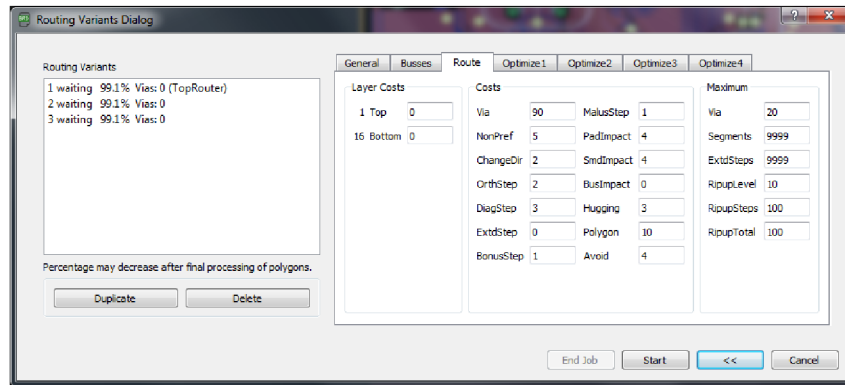 Routing Variants Dialog
Routing Variants
1 waiting 99.1% Vias: 0 (TopRouter)
2 waiting 99.1% Vias: 0
3 waiting 99.1% Vias: 0
Percentage may decrease after final processing of polygons.
Duplicate Delete
General Busses Route Optimize1 Optimize2 Optimize3 Optimize4
Layer Costs Costs Maximum
1 Top 0 Via 90 MalusStep 1 Via 20
16 Bottom 0 NonPref 5 PadImpact 4 Segments 9999
ChangeDir 2 SmdImpact 4 ExtdSteps 9999
OrthStep 2 BusImpact 0 RipupLevel 10
DiagStep 3 Hugging 3 RipupSteps 100
ExtdStep 0 Polygon 10 RipupTotal 100
BonusStep 1 Avoid 4
End Job Start << Cancel